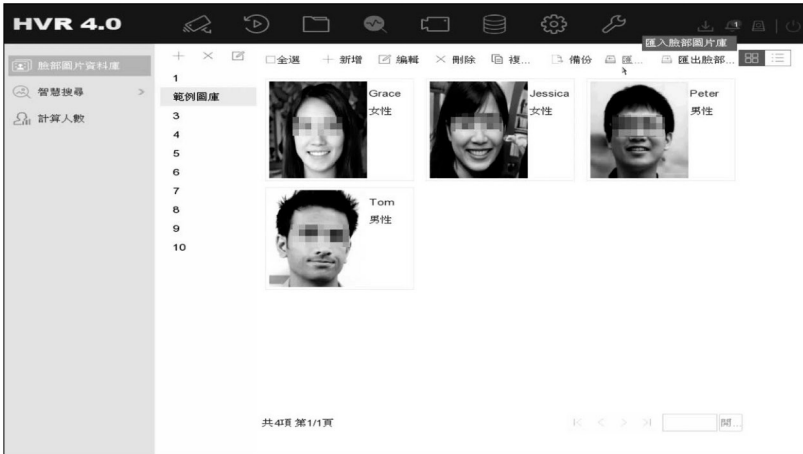 HVR 4.0
匯入臉部圖片庫
臉部圖片資料庫
智慧搜尋 >
計算人數
1
範例圖庫
3
4
5
6
7
8
9
10
全選 新增 編輯 刪除 複... 備份 匯... 匯出臉部...
Grace
女性
Jessica
女性
Peter
男性
Tom
男性
共4項 第1/1頁